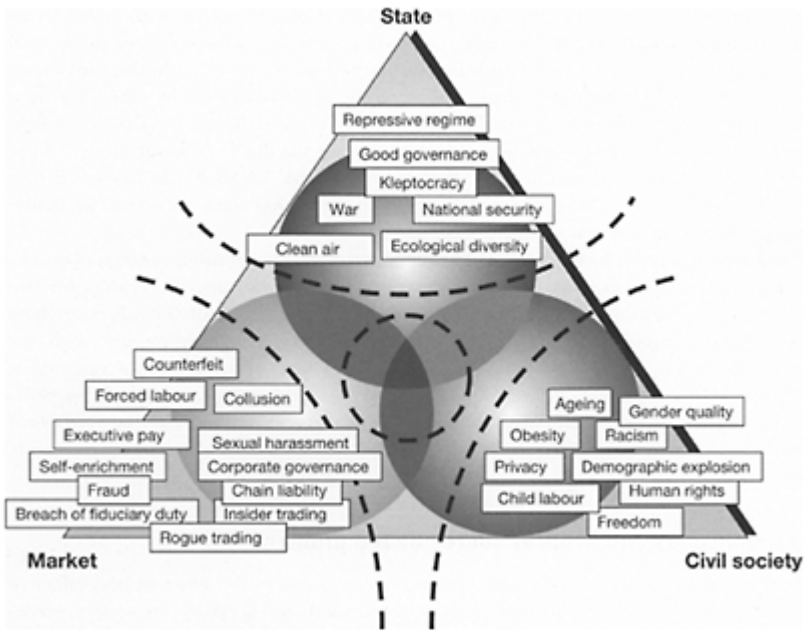 State
Repressive regime
Good governance
Kleptocracy
War
National security
Clean air
Ecological diversity
Counterfeit
Forced labour
Collusion
Executive pay
Sexual harassment
Self-enrichment
Corporate governance
Fraud
Chain liability
Breach of fiduciary duty
Insider trading
Rogue trading
Market
Ageing
Gender quality
Obesity
Racism
Privacy
Demographic explosion
Child labour
Human rights
Freedom
Civil society